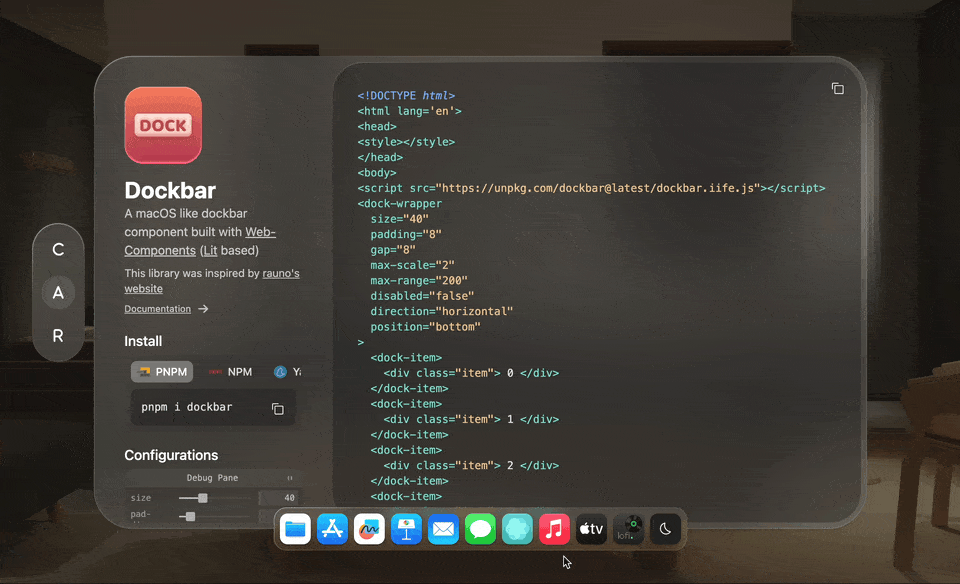 DOCK
Dockbar
A macOS like dockbar
component built with Web-
Components (Lit based)
This library was inspired by rauno's
website
Documentation
Install
PNPM NPM Ya
pnpm i dockbar
Configurations
Debug Pane
size 40
pad-
C
A
R
<!DOCTYPE html>
<html lang='en'>
<head>
<style></style>
</head>
<body>
<script src="https://unpkg.com/dockbar@latest/dockbar.iife.js"></script>
<dock-wrapper
size="40"
padding="8"
gap="8"
max-scale="2"
max-range="200"
disabled="false"
direction="horizontal"
position="bottom"
>
<dock-item>
<div class="item"> 0 </div>
</dock-item>
<dock-item>
<div class="item"> 1 </div>
</dock-item>
<dock-item>
<div class="item"> 2 </div>
</dock-item>
<dock-item>
tv
lofi.